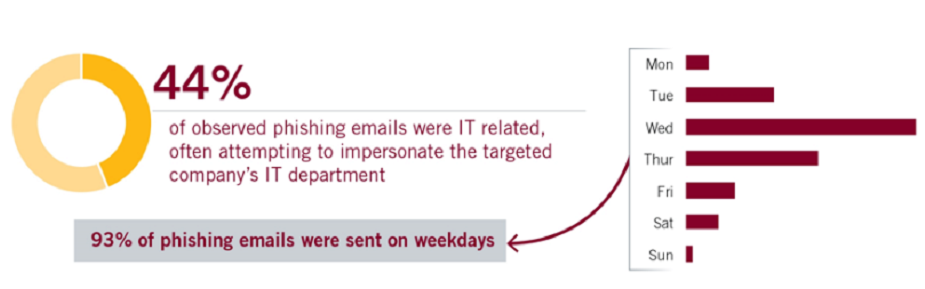 44%
of observed phishing emails were IT related,
often attempting to impersonate the targeted
company's IT department
93% of phishing emails were sent on weekdays
Mon
Tue
Wed
Thur
Fri
Sat
Sun